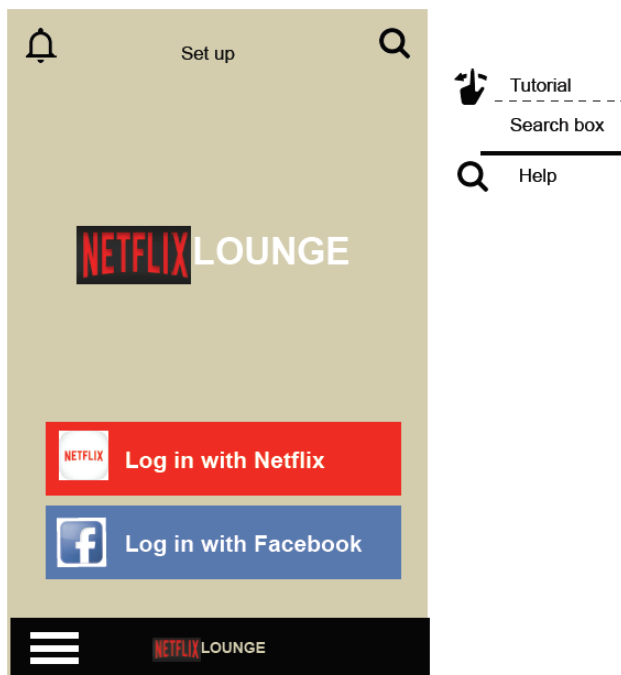 Set up
Tutorial
Search box
Help
NETFLIX LOUNGE
NETFLIX Log in with Netflix
f Log in with Facebook
NETFLIX LOUNGE